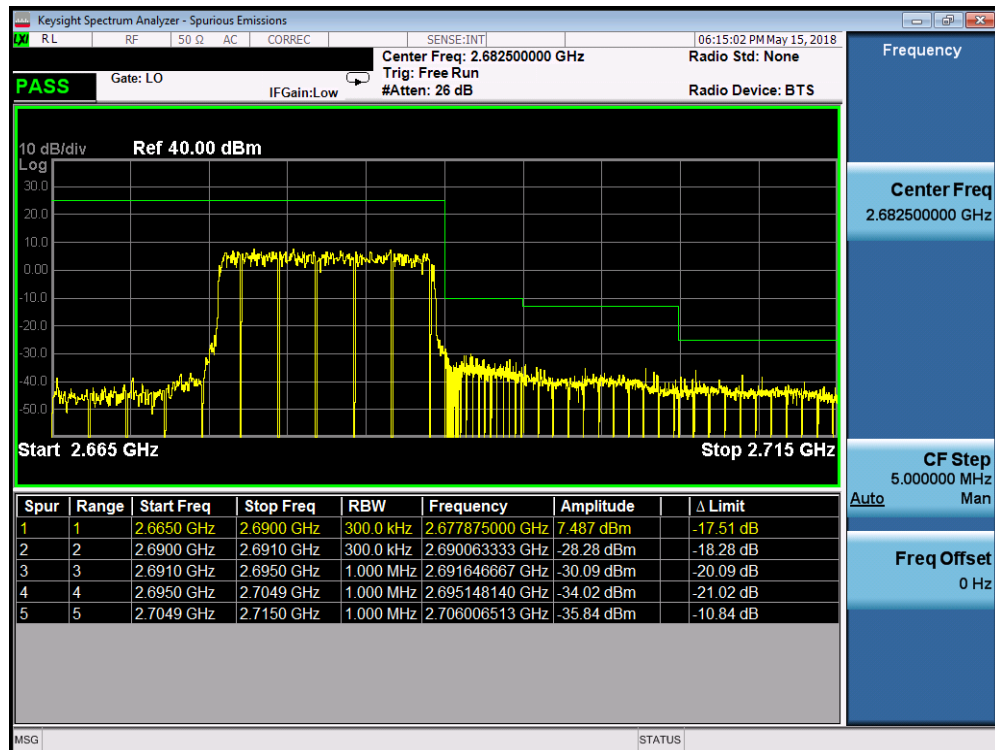 Keysight Spectrum Analyzer - Spurious Emissions
LXI RL RF 50 Ω AC CORREC SENSE:INT 06:15:02 PM May 15, 2018
Center Freq: 2.682500000 GHz Radio Std: None
Gate: LO Trig: Free Run
PASS IFGain:Low #Atten: 26 dB Radio Device: BTS
Frequency
10 dB/div Ref 40.00 dBm
Log
30.0
20.0
10.0
0.00
-10.0
-20.0
-30.0
-40.0
-50.0
Start 2.665 GHz Stop 2.715 GHz
Spur Range Start Freq Stop Freq RBW Frequency Amplitude Δ Limit
1 1 2.6650 GHz 2.6900 GHz 300.0 kHz 2.677875000 GHz 7.487 dBm -17.51 dB
2 2 2.6900 GHz 2.6910 GHz 300.0 kHz 2.690063333 GHz -28.28 dBm -18.28 dB
3 3 2.6910 GHz 2.6950 GHz 1.000 MHz 2.691646667 GHz -30.09 dBm -20.09 dB
4 4 2.6950 GHz 2.7049 GHz 1.000 MHz 2.695148140 GHz -34.02 dBm -21.02 dB
5 5 2.7049 GHz 2.7150 GHz 1.000 MHz 2.706006513 GHz -35.84 dBm -10.84 dB
Center Freq
2.682500000 GHz
CF Step
5.000000 MHz
Auto Man
Freq Offset
0 Hz
MSG STATUS